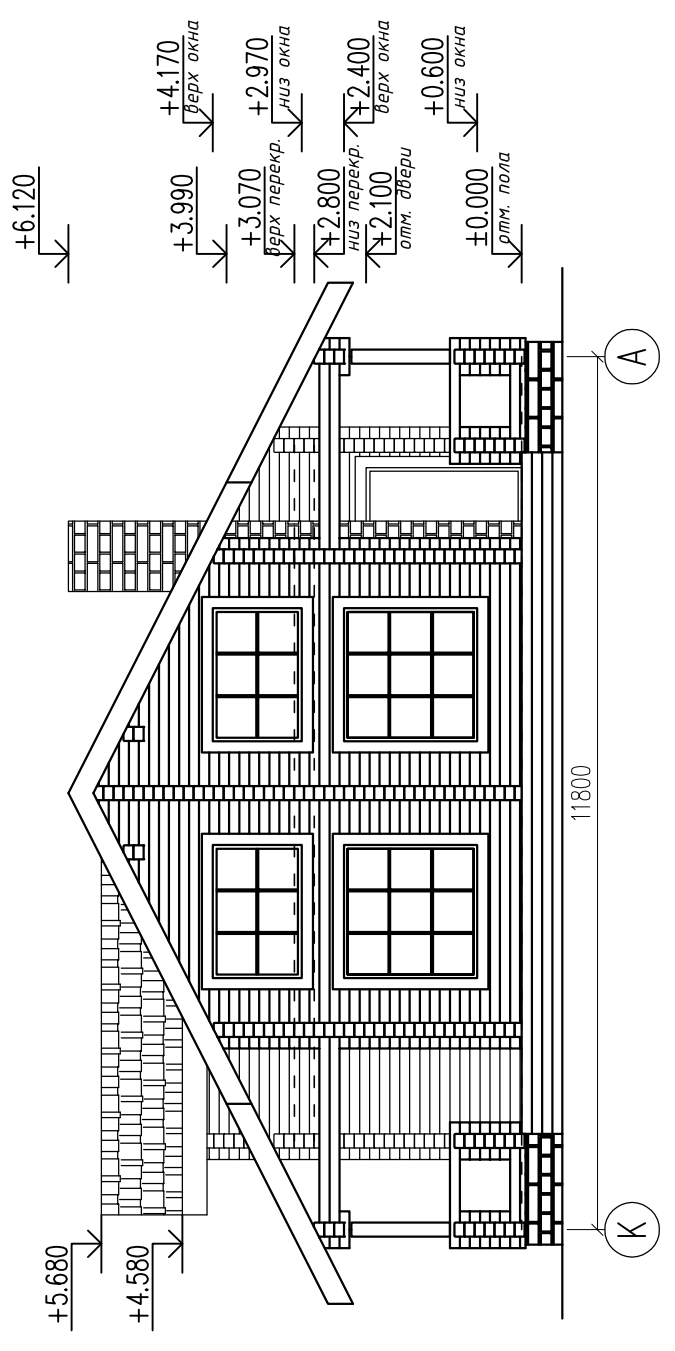 +5.680
+4.580
+6.120
+4.170
верх окна
+3.990
+2.970
низ окна
+3.070
верх перекр.
+2.800
низ перекр.
+2.400
верх окна
+2.100
отм. двери
+0.600
низ окна
±0.000
отм. пола
11800
К
А